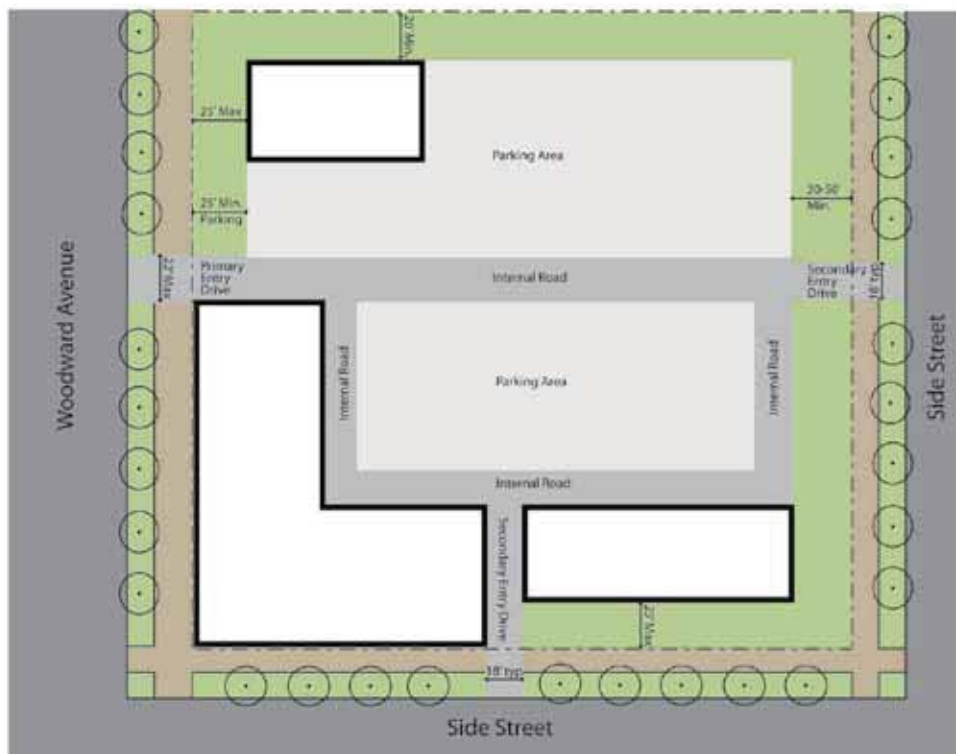 20' Min.
25' Max
Parking Area
25' Min.
Parking
20-50'
Min.
Woodward Avenue
22' Max
Primary
Entry
Drive
Internal Road
Secondary
Entry
Drive
18' typ
Internal Road
Parking Area
Internal Road
Side Street
Internal Road
Secondary Entry Drive
25' Max
18' typ
Side Street